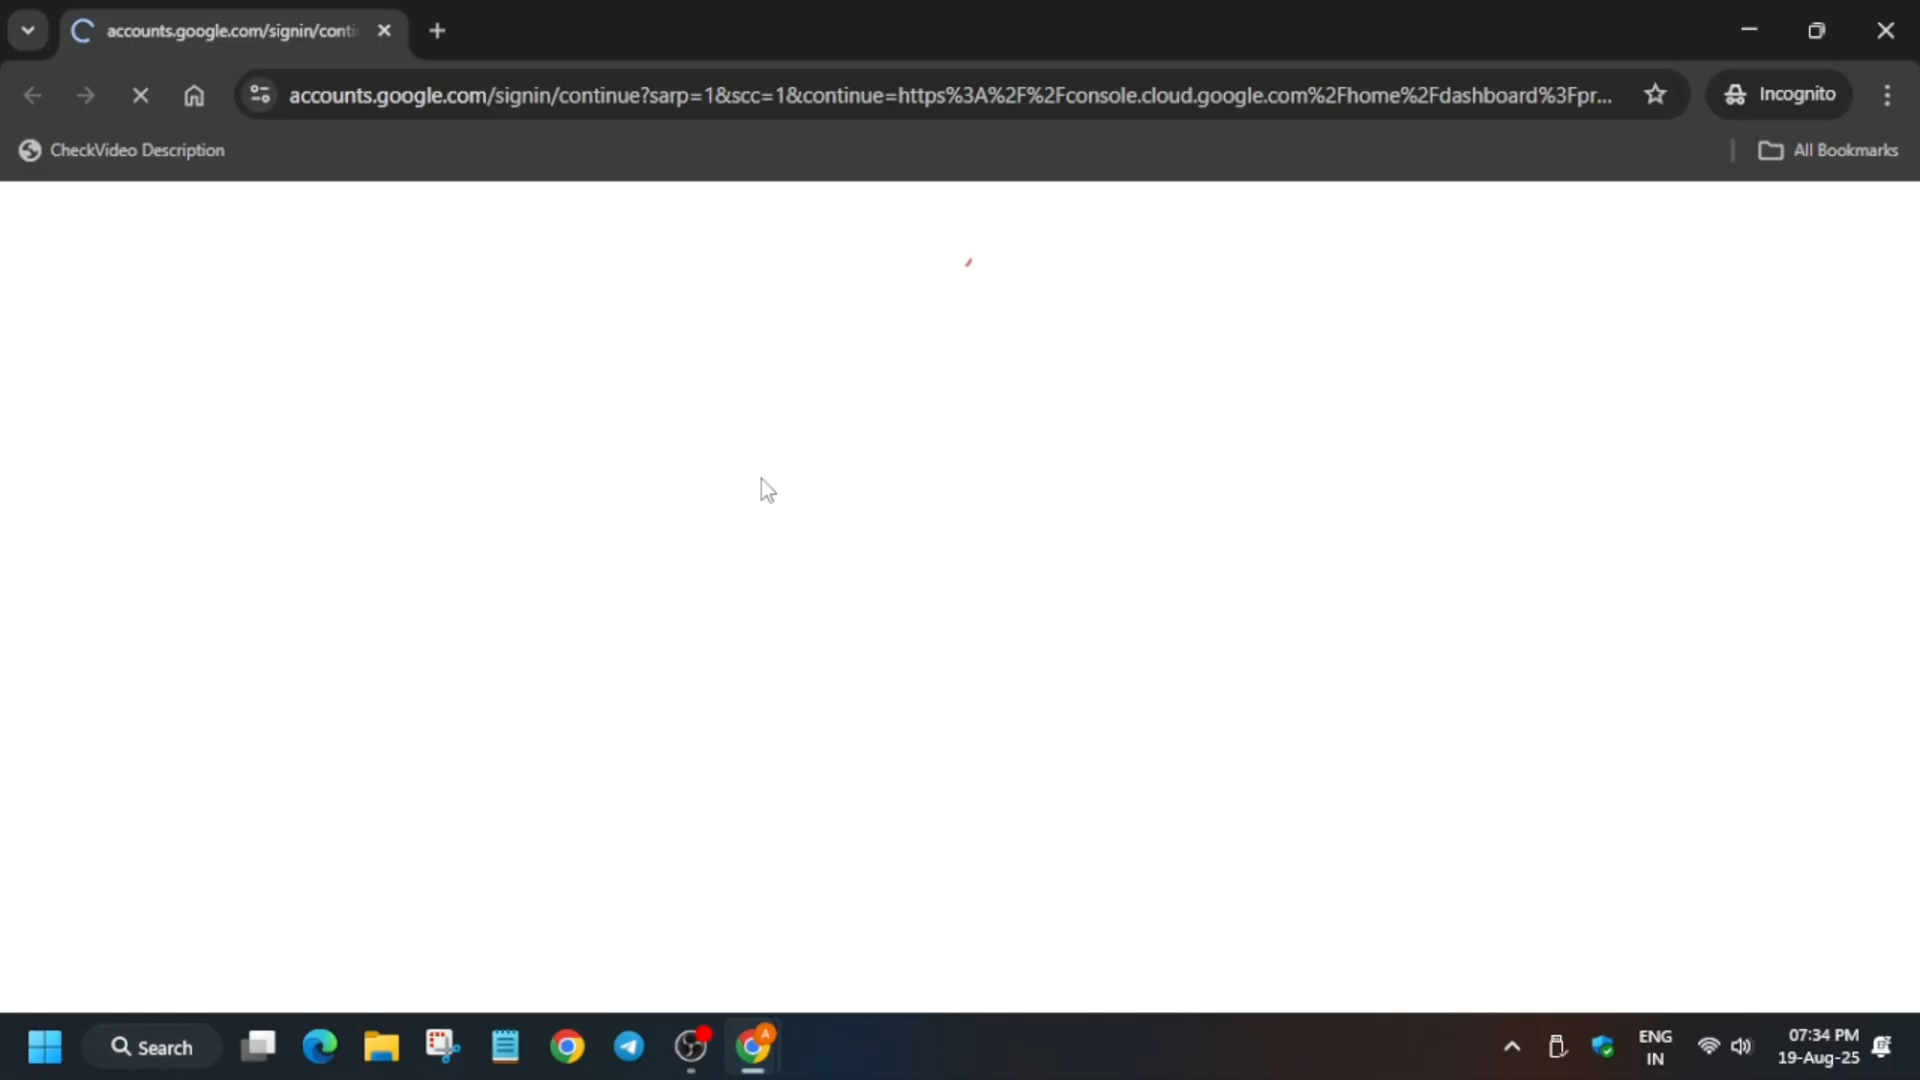 accounts.google.com/signin/conti
accounts.google.com/signin/continue?sarp=1&scc=1&continue=https%3A%2F%2Fconsole.cloud.google.com%2Fhome%2Fdashboard%3Fpr...
Incognito
CheckVideo Description
All Bookmarks
Search
A
ENG
IN
07:34 PM
19-Aug-25